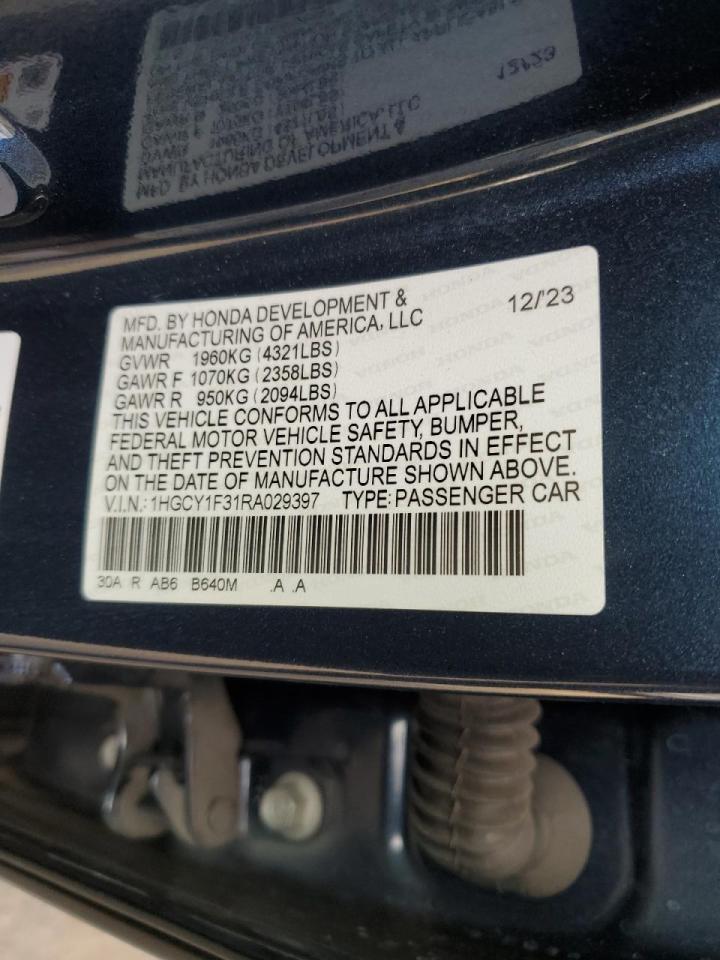 MFD. BY HONDA DEVELOPMENT &
MANUFACTURING OF AMERICA, LLC 12/'23
GVWR 1960KG (4321LBS)
GAWR F 1070KG (2358LBS)
GAWR R 950KG (2094LBS)
THIS VEHICLE CONFORMS TO ALL APPLICABLE
FEDERAL MOTOR VEHICLE SAFETY, BUMPER,
AND THEFT PREVENTION STANDARDS IN EFFECT
ON THE DATE OF MANUFACTURE SHOWN ABOVE.
V.I.N.: 1HGCY1F31RA029397 TYPE: PASSENGER CAR
30A R AB6 B640M .A .A